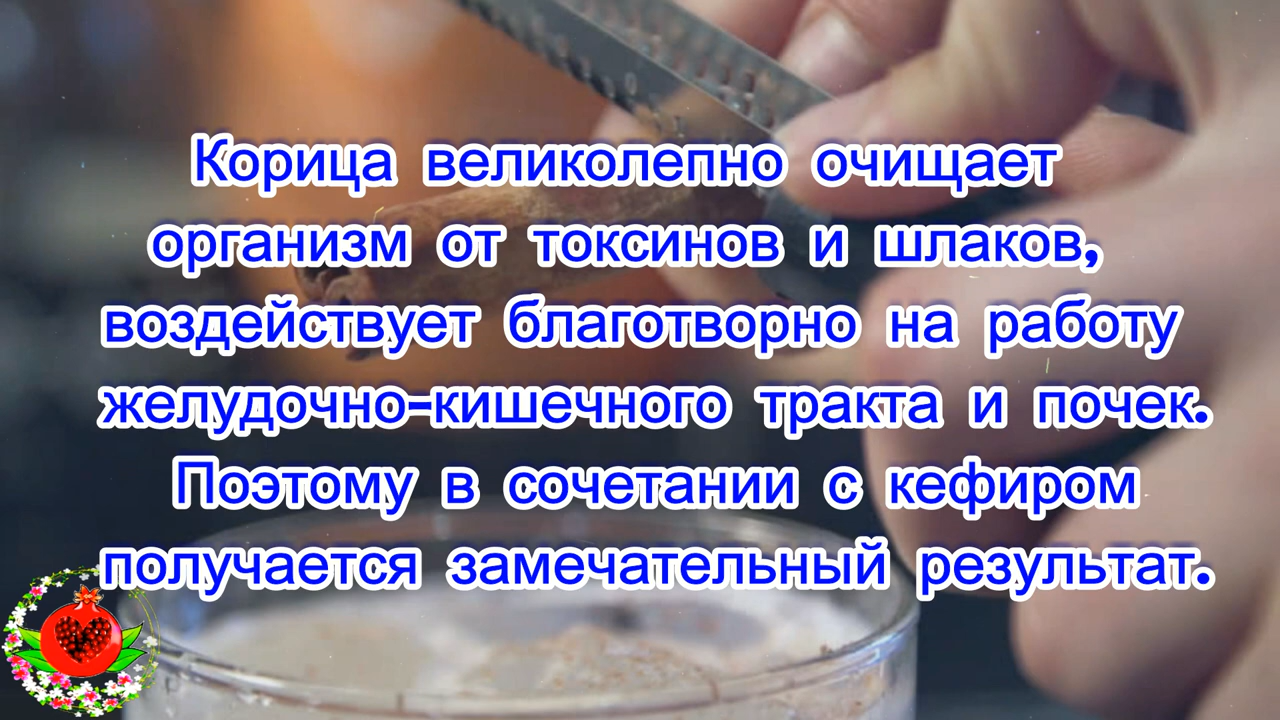 Корица великолепно очищает
организм от токсинов и шлаков,
воздействует благотворно на работу
желудочно-кишечного тракта и почек.
Поэтому в сочетании с кефиром
получается замечательный результат.